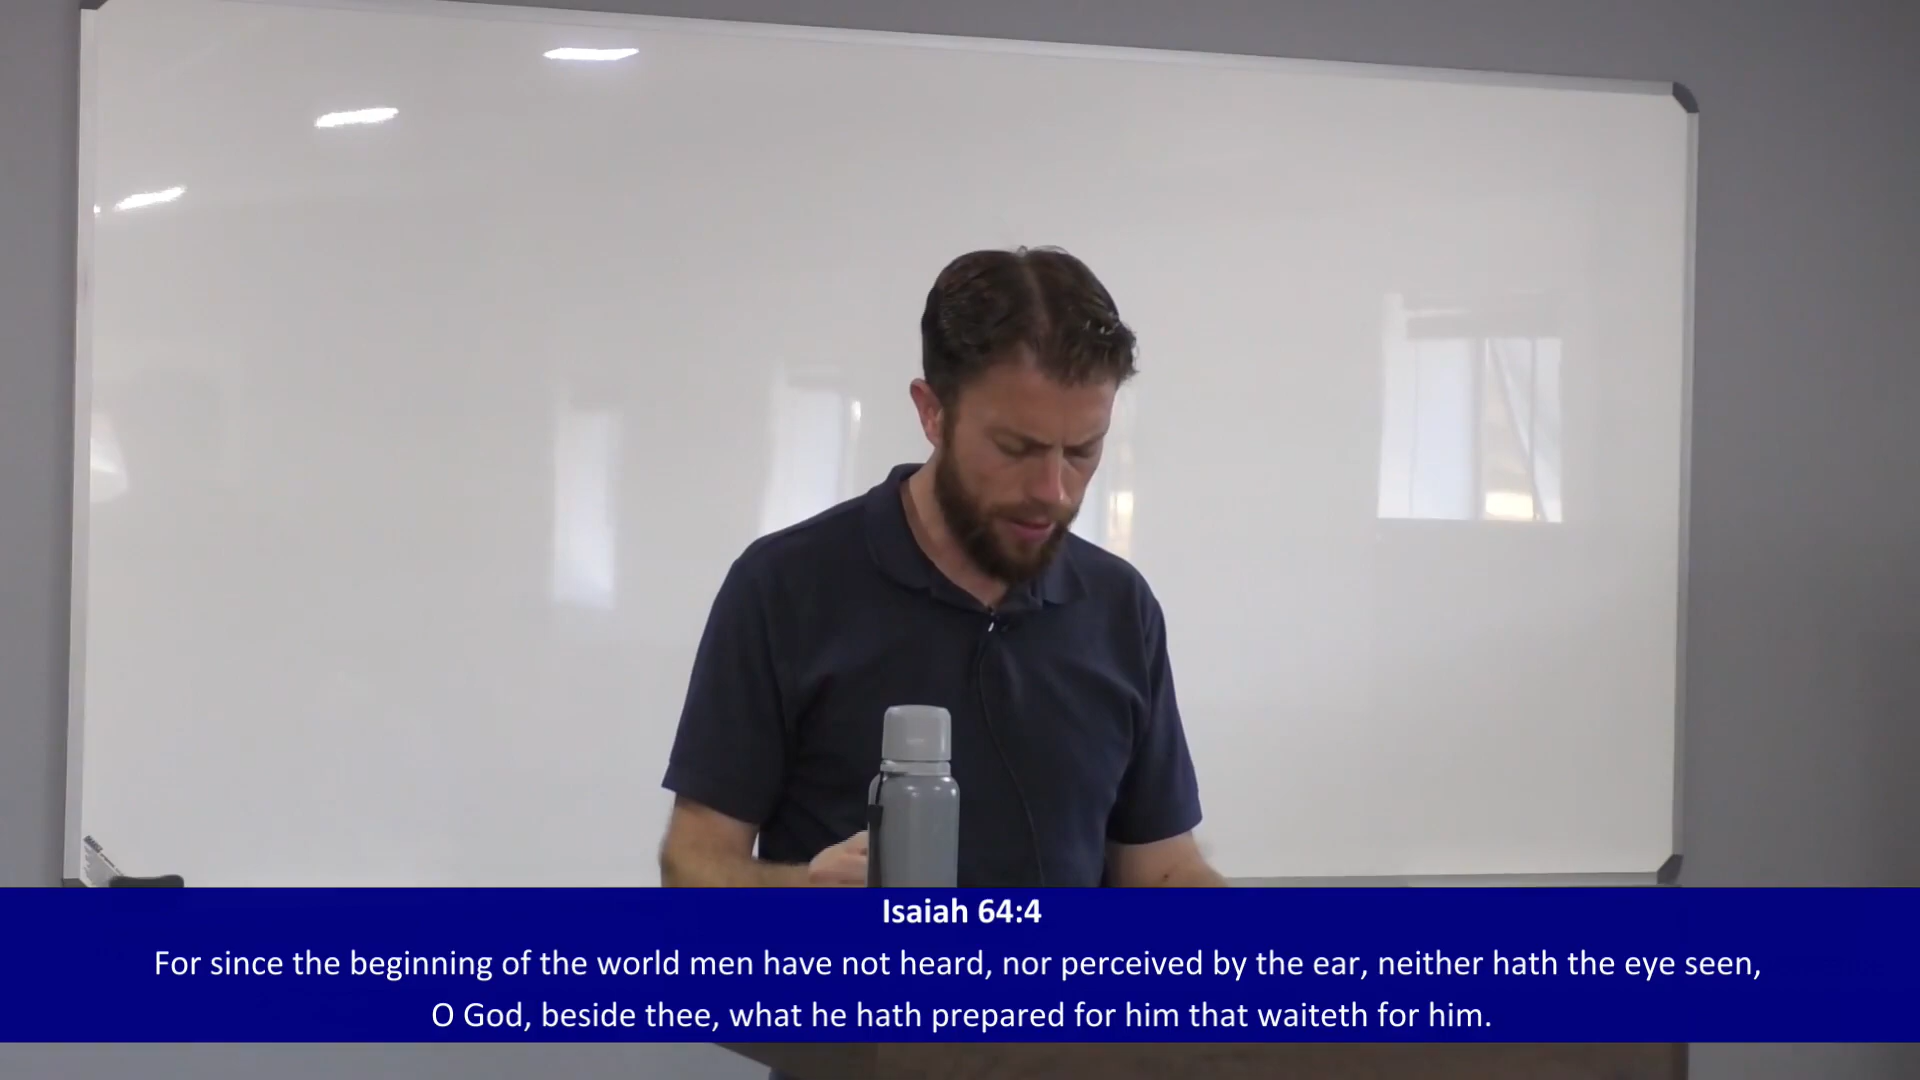 Isaiah 64:4
For since the beginning of the world men have not heard, nor perceived by the ear, neither hath the eye seen,
O God, beside thee, what he hath prepared for him that waiteth for him.